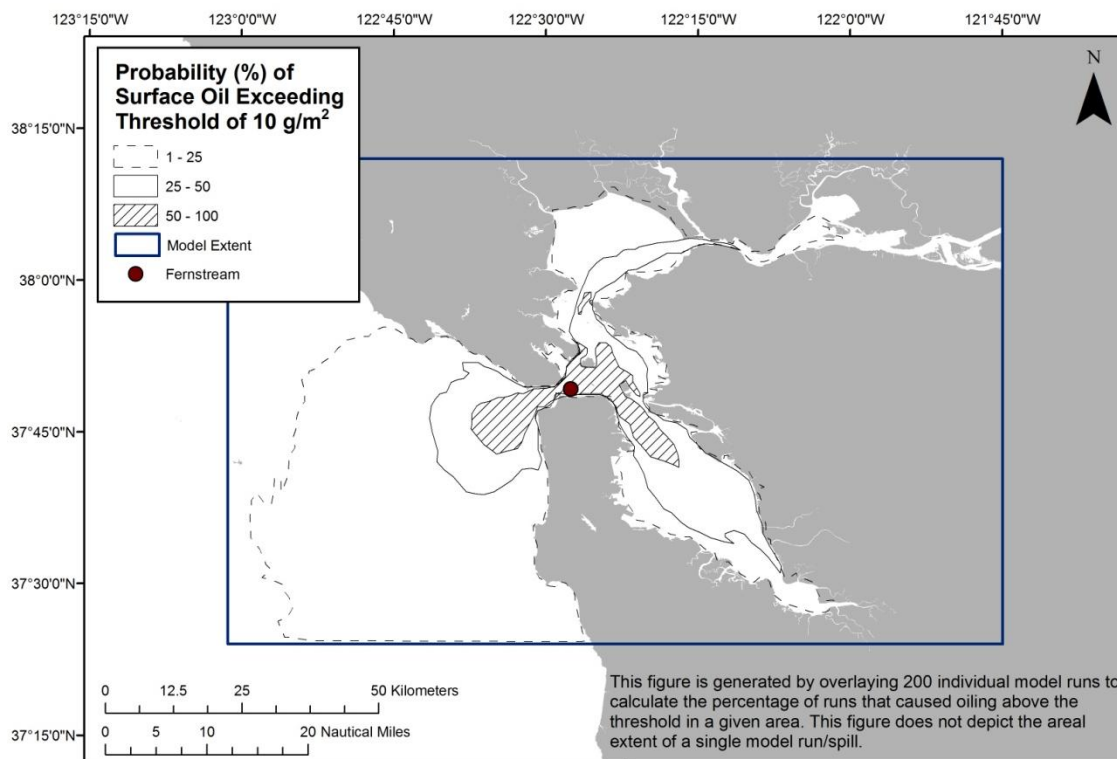 123°15'0"W 123°0'0"W 122°45'0"W 122°30'0"W 122°15'0"W 122°0'0"W 121°45'0"W
Probability (%) of
Surface Oil Exceeding
Threshold of 10 g/m²
1 - 25
25 - 50
50 - 100
Model Extent
Fernstream
N
38°15'0"N
38°0'0"N
37°45'0"N
37°30'0"N
37°15'0"N
0 12.5 25 50 Kilometers
0 5 10 20 Nautical Miles
This figure is generated by overlaying 200 individual model runs to
calculate the percentage of runs that caused oiling above the
threshold in a given area. This figure does not depict the areal
extent of a single model run/spill.